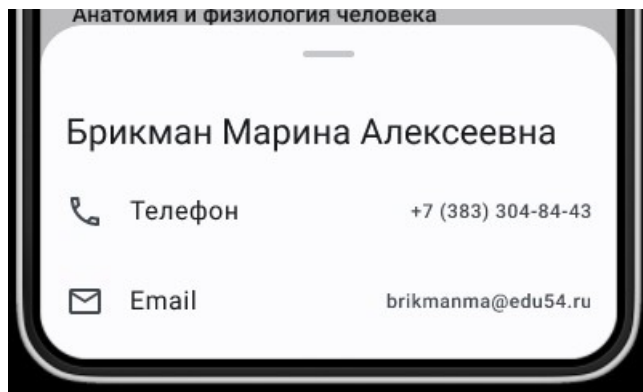 Анатомия и физиология человека
Брикман Марина Алексеевна
Телефон +7 (383) 304-84-43
Email brikmanma@edu54.ru